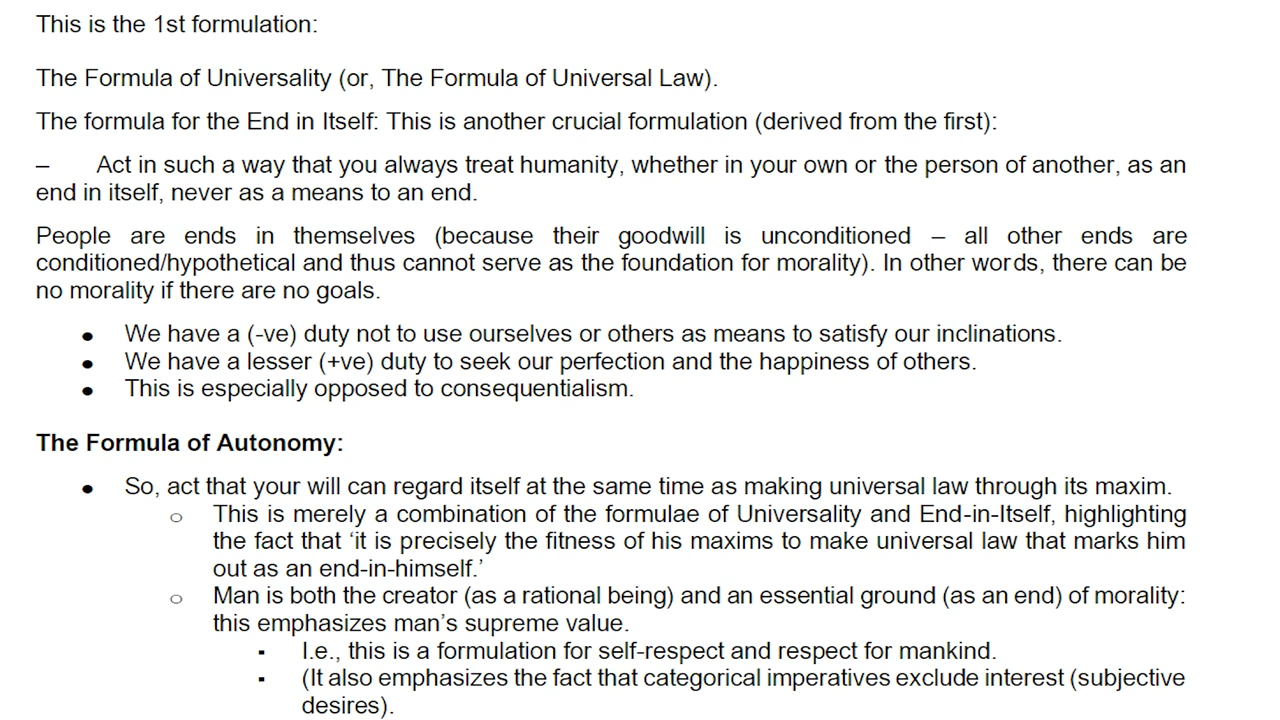 This is the 1st formulation:
The Formula of Universality (or, The Formula of Universal Law).
The formula for the End in Itself: This is another crucial formulation (derived from the first):
– Act in such a way that you always treat humanity, whether in your own or the person of another, as an
end in itself, never as a means to an end.
People are ends in themselves (because their goodwill is unconditioned – all other ends are
conditioned/hypothetical and thus cannot serve as the foundation for morality). In other words, there can be
no morality if there are no goals.
• We have a (-ve) duty not to use ourselves or others as means to satisfy our inclinations.
• We have a lesser (+ve) duty to seek our perfection and the happiness of others.
• This is especially opposed to consequentialism.
The Formula of Autonomy:
• So, act that your will can regard itself at the same time as making universal law through its maxim.
○ This is merely a combination of the formulae of Universality and End-in-Itself, highlighting
the fact that ‘it is precisely the fitness of his maxims to make universal law that marks him
out as an end-in-himself.’
○ Man is both the creator (as a rational being) and an essential ground (as an end) of morality:
this emphasizes man’s supreme value.
▪ I.e., this is a formulation for self-respect and respect for mankind.
▪ (It also emphasizes the fact that categorical imperatives exclude interest (subjective
desires).